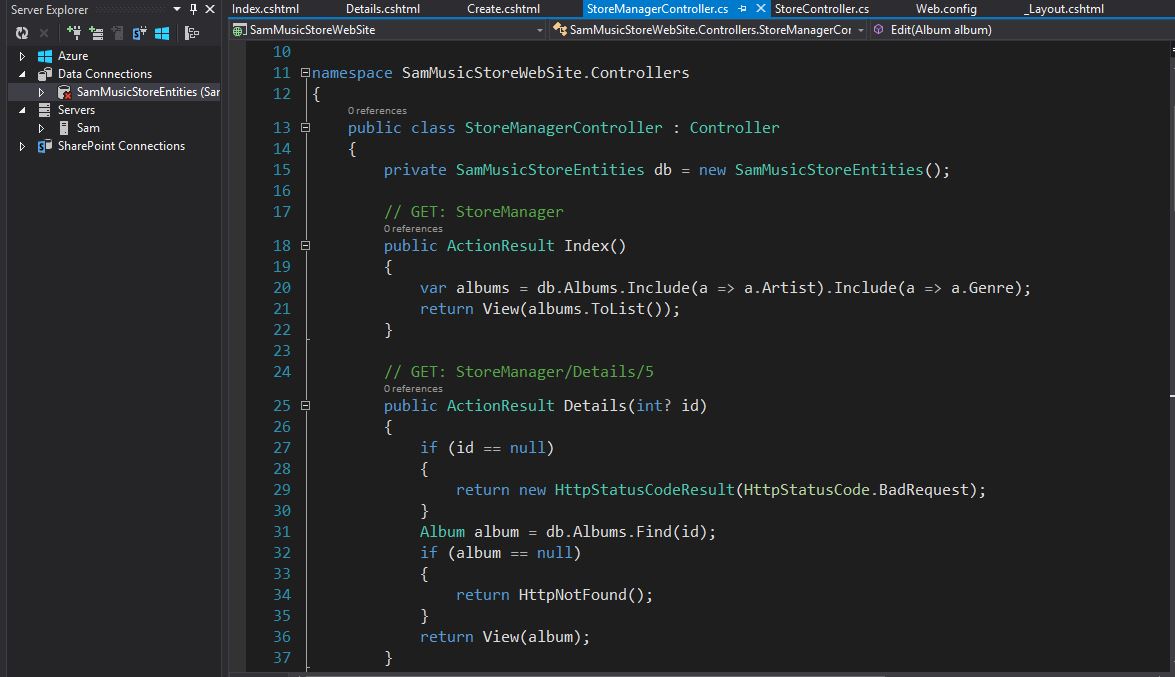 Server Explorer
Azure
Data Connections
SamMusicStoreEntities (Sar
Servers
Sam
SharePoint Connections
Index.cshtml Details.cshtml Create.cshtml StoreManagerController.cs StoreController.cs Web.config _Layout.cshtml
SamMusicStoreWebSite SamMusicStoreWebSite.Controllers.StoreManagerCor Edit(Album album)
10
11 namespace SamMusicStoreWebSite.Controllers
12 {
0 references
13 public class StoreManagerController : Controller
14 {
15 private SamMusicStoreEntities db = new SamMusicStoreEntities();
16
17 // GET: StoreManager
0 references
18 public ActionResult Index()
19 {
20 var albums = db.Albums.Include(a => a.Artist).Include(a => a.Genre);
21 return View(albums.ToList());
22 }
23
24 // GET: StoreManager/Details/5
0 references
25 public ActionResult Details(int? id)
26 {
27 if (id == null)
28 {
29 return new HttpStatusCodeResult(HttpStatusCode.BadRequest);
30 }
31 Album album = db.Albums.Find(id);
32 if (album == null)
33 {
34 return HttpNotFound();
35 }
36 return View(album);
37 }